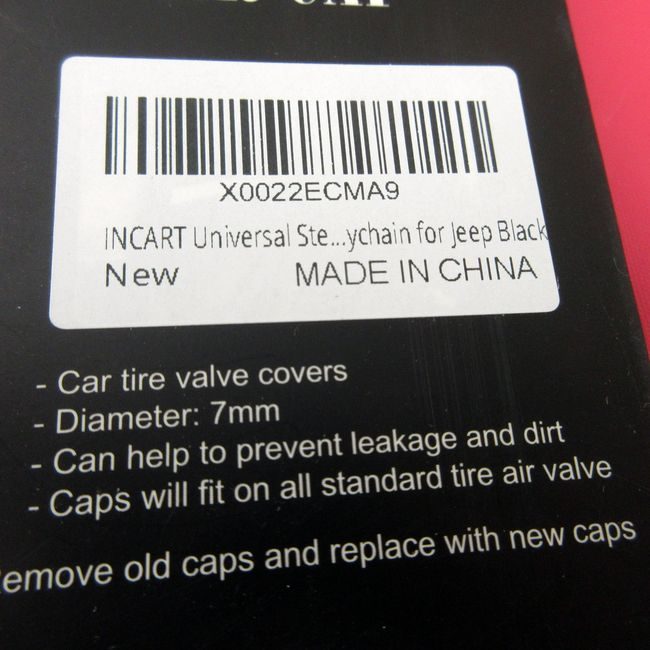 X0022ECMA9
INCART Universal Ste...ychain for Jeep Black
New MADE IN CHINA
- Car tire valve covers
- Diameter: 7mm
- Can help to prevent leakage and dirt
- Caps will fit on all standard tire air valve
emove old caps and replace with new caps